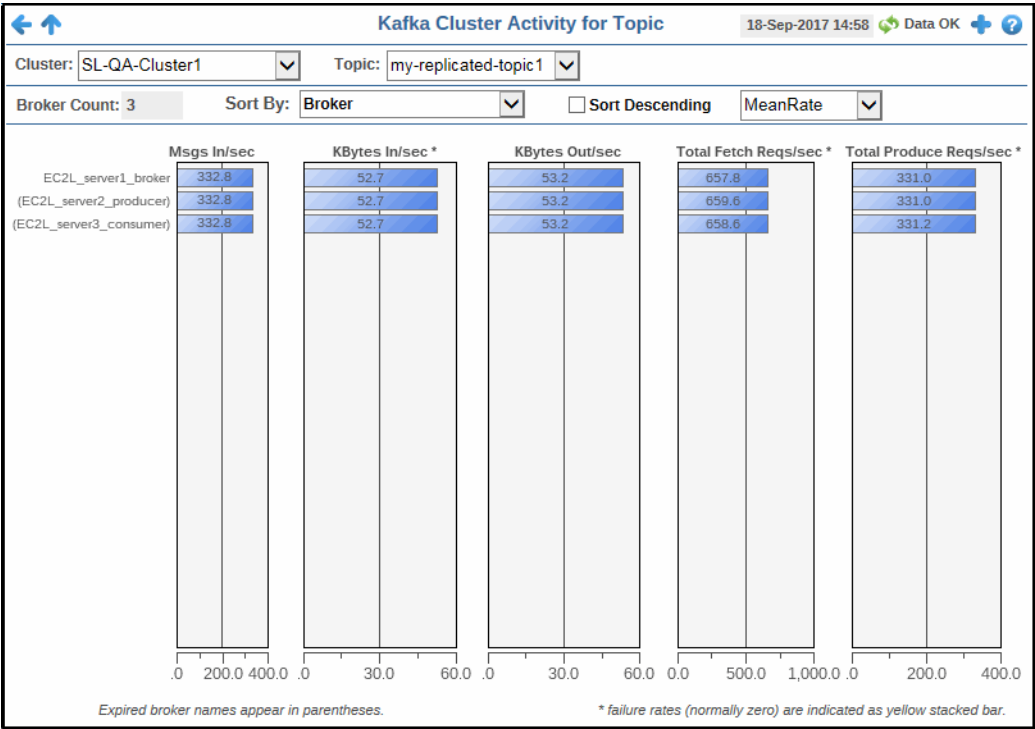 Kafka Cluster Activity for Topic 18-Sep-2017 14:58 Data OK
Cluster: SL-QA-Cluster1 Topic: my-replicated-topic1
Broker Count: 3 Sort By: Broker Sort Descending MeanRate
Msgs In/sec KBytes In/sec * KBytes Out/sec Total Fetch Reqs/sec * Total Produce Reqs/sec *
EC2L_server1_broker 332.8 52.7 53.2 657.8 331.0
(EC2L_server2_producer) 332.8 52.7 53.2 659.6 331.0
(EC2L_server3_consumer) 332.8 52.7 53.2 658.6 331.2
.0 200.0 400.0 .0 30.0 60.0 .0 30.0 60.0 0.0 500.0 1,000.0 .0 200.0 400.0
Expired broker names appear in parentheses. * failure rates (normally zero) are indicated as yellow stacked bar.